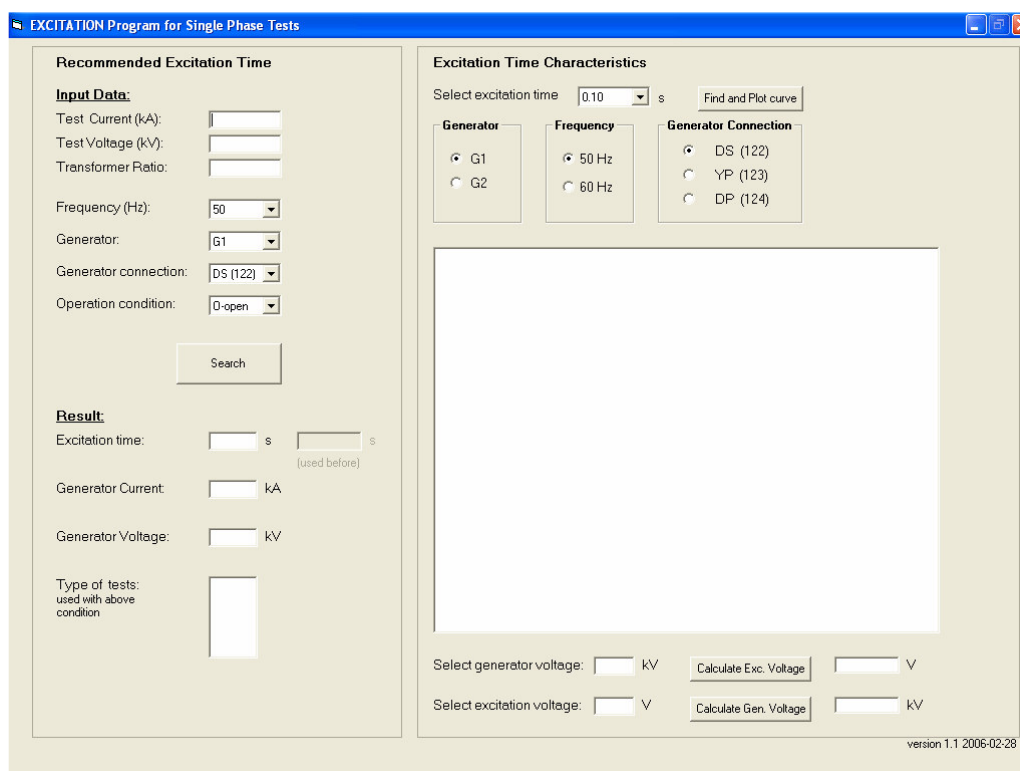 EXCITATION Program for Single Phase Tests
Recommended Excitation Time
Input Data:
Test Current (kA):
Test Voltage (kV):
Transformer Ratio:
Frequency (Hz): 50
Generator: G1
Generator connection: DS (122)
Operation condition: O-open
Search
Result:
Excitation time: s s
(used before)
Generator Current: kA
Generator Voltage: kV
Type of tests:
used with above
condition
Excitation Time Characteristics
Select excitation time 0.10 s Find and Plot curve
Generator
G1
G2
Frequency
50 Hz
60 Hz
Generator Connection
DS (122)
YP (123)
DP (124)
Select generator voltage: kV Calculate Exc. Voltage V
Select excitation voltage: V Calculate Gen. Voltage kV
version 1.1 2006-02-28